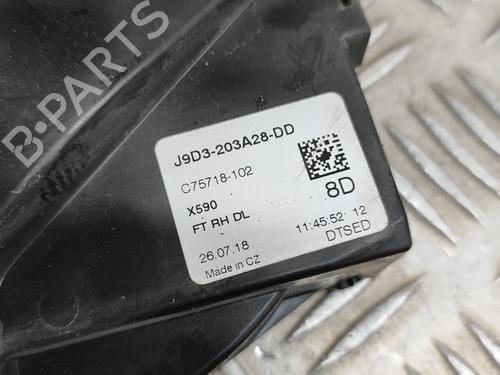 B-PARTS
J9D3-203A28-DD
C75718-102
X590
FT RH DL
8D
26.07.18
11:45:52 12
Made in CZ
DTSED